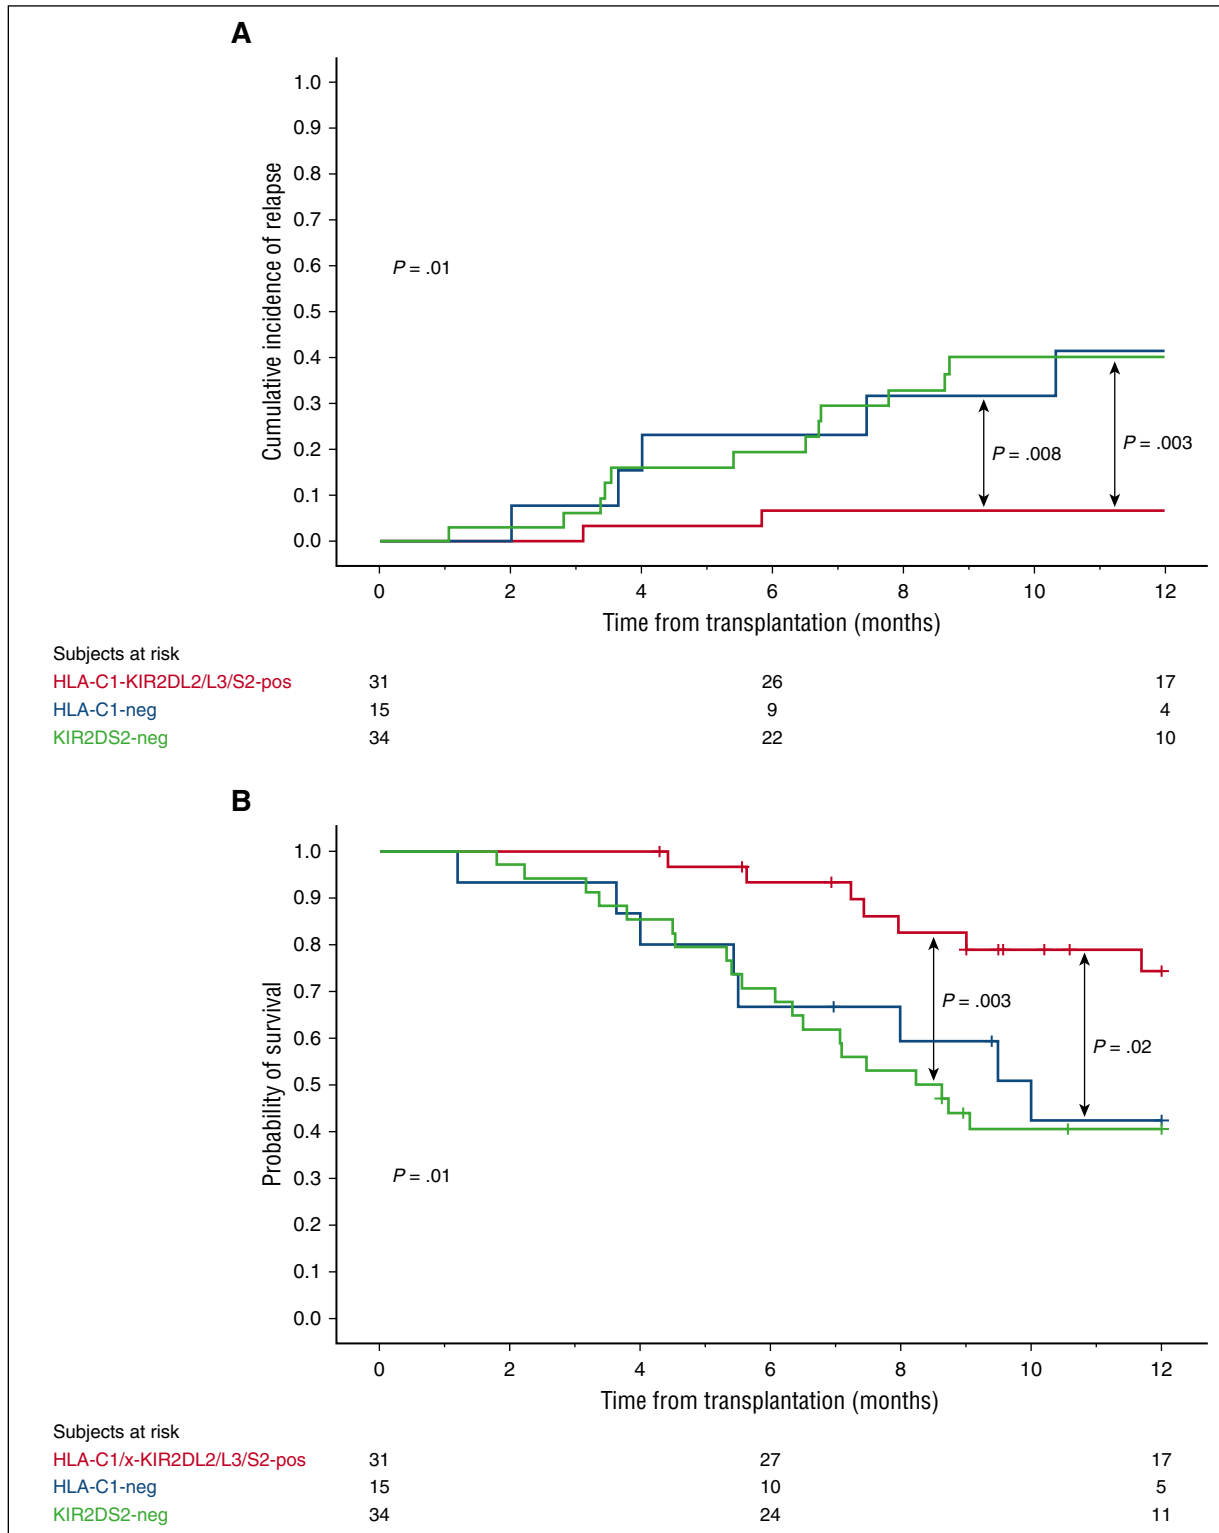 A
1.0
0.9
0.8
0.7
0.6
0.5
0.4
0.3
0.2
0.1
0.0
Cumulative incidence of relapse
P = .01
P = .008
P = .003
0 2 4 6 8 10 12
Time from transplantation (months)
Subjects at risk
HLA-C1-KIR2DL2/L3/S2-pos 31 26 17
HLA-C1-neg 15 9 4
KIR2DS2-neg 34 22 10
B
1.0
0.9
0.8
0.7
0.6
0.5
0.4
0.3
0.2
0.1
0.0
Probability of survival
P = .003
P = .02
P = .01
0 2 4 6 8 10 12
Time from transplantation (months)
Subjects at risk
HLA-C1/x-KIR2DL2/L3/S2-pos 31 27 17
HLA-C1-neg 15 10 5
KIR2DS2-neg 34 24 11